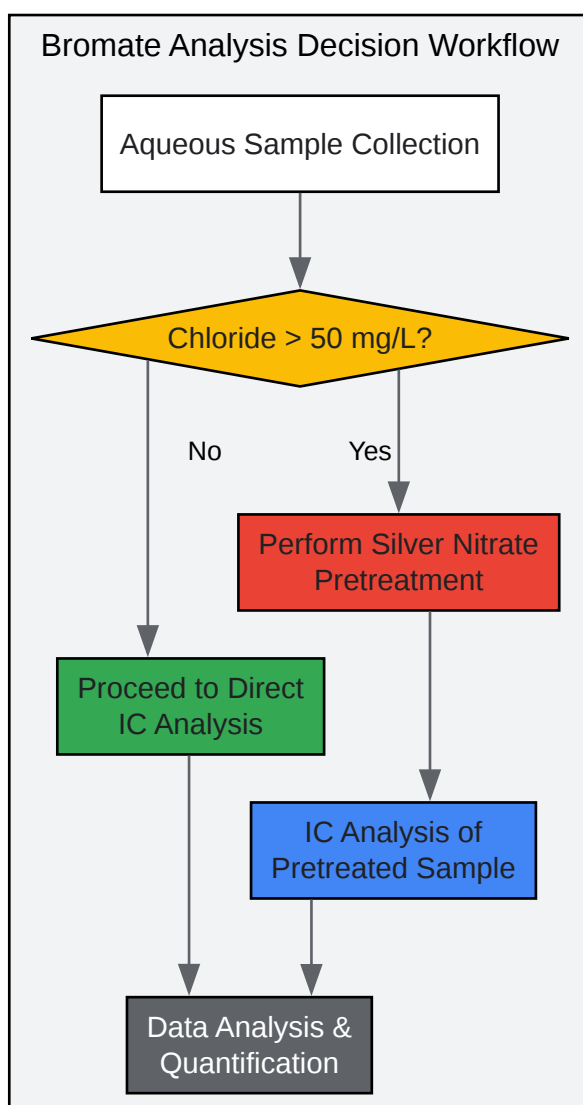 Bromate Analysis Decision Workflow
Aqueous Sample Collection
Chloride > 50 mg/L?
No
Yes
Perform Silver Nitrate
Pretreatment
Proceed to Direct
IC Analysis
IC Analysis of
Pretreated Sample
Data Analysis &
Quantification